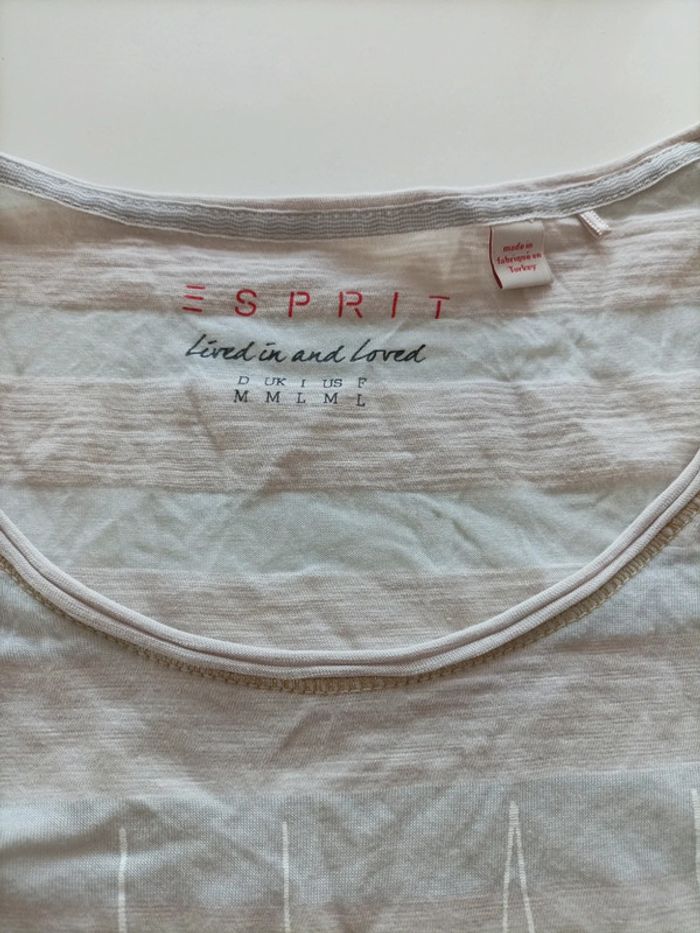 made in
fabriqué en
Turkey
ESPRIT
Lived in and Loved
D UK I US F
M M L M L